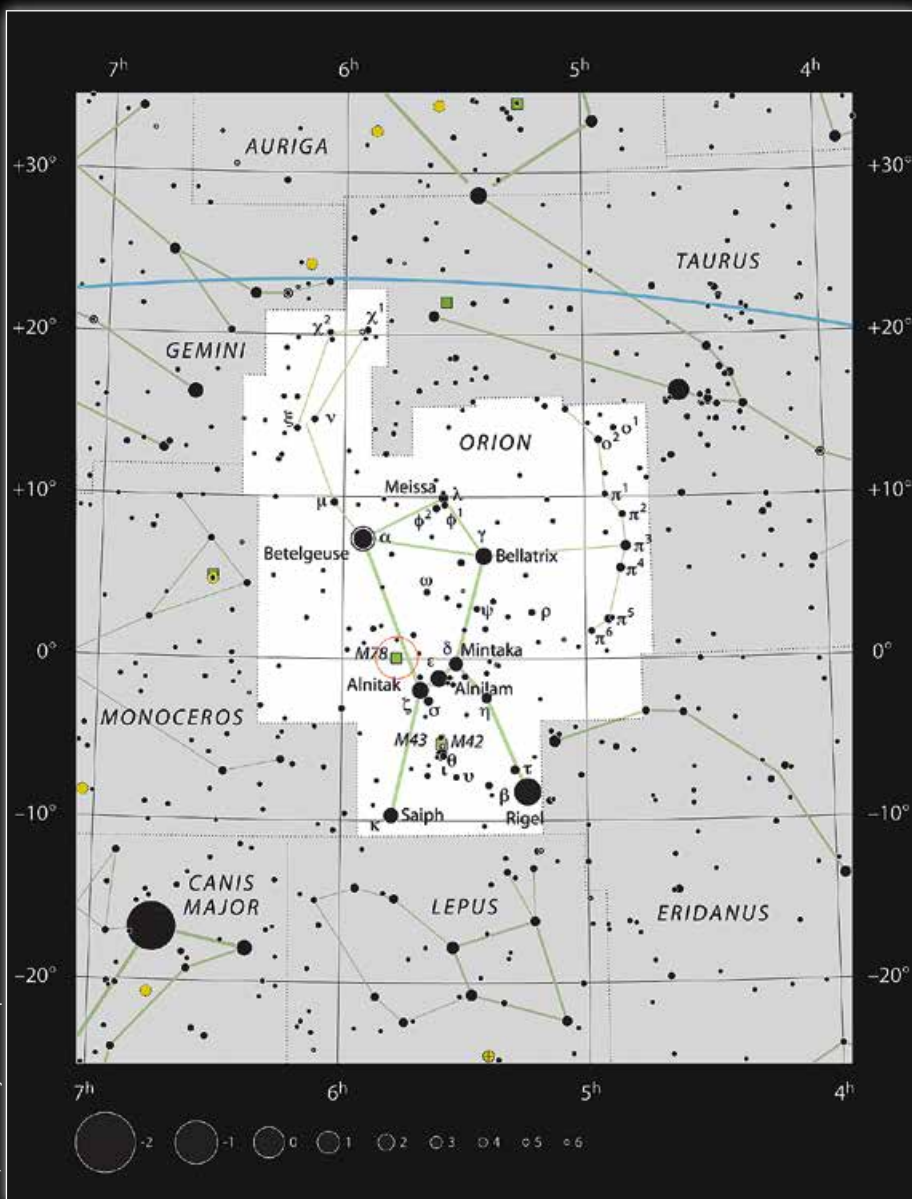 7h 6h 5h 4h
AURIGA
+30° +30°
TAURUS
+20° +20°
χ2 χ1
GEMINI
ξ ν
ORION
ο2 ο1
+10° +10°
Meissa λ
μ
π1
φ2 φ1
π2
α γ
π3
Betelgeuse Bellatrix
π4
ω
ψ ρ
π5
π6
0° 0°
M78 δ Mintaka
ε
Alnitak Alnilam
ζ σ η
MONOCEROS
M43 M42
θ
ι υ τ
β
-10° -10°
κ Saiph Rigel
CANIS
MAJOR
LEPUS ERIDANUS
-20° -20°
7h 6h 5h 4h
-2 -1 0 1 2 3 4 5 6